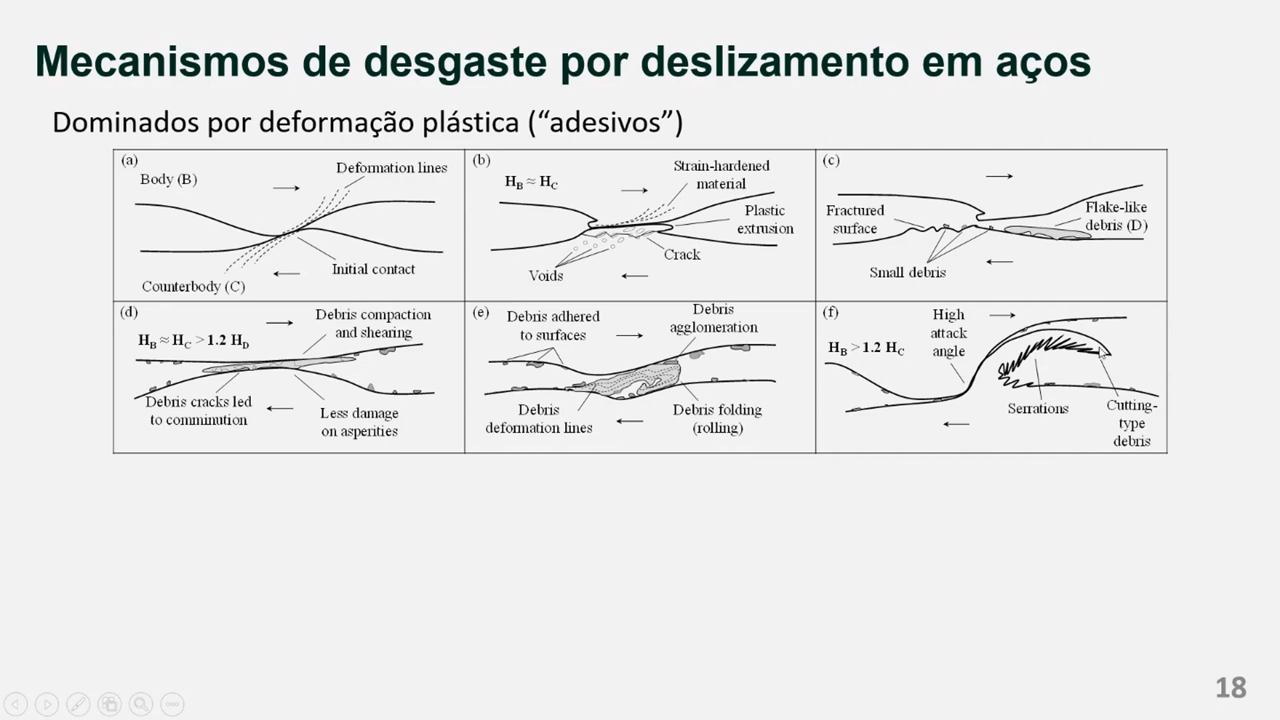 Mecanismos de desgaste por deslizamento em aços
Dominados por deformação plástica (“adesivos”)
(a)
Body (B)
Deformation lines
Initial contact
Counterbody (C)
(b)
H_B ≈ H_C
Strain-hardened
material
Plastic
extrusion
Crack
Voids
(c)
Fractured
surface
Flake-like
debris (D)
Small debris
(d)
H_B ≈ H_C > 1.2 H_D
Debris compaction
and shearing
Debris cracks led
to comminution
Less damage
on asperities
(e)
Debris adhered
to surfaces
Debris
agglomeration
Debris
deformation lines
Debris folding
(rolling)
(f)
H_B > 1.2 H_C
High
attack
angle
Serrations
Cutting-
type
debris
18